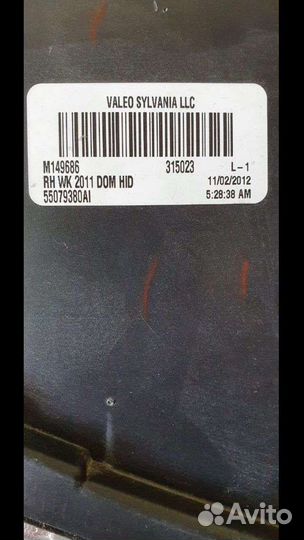 VALEO SYLVANIA LLC
M149686 315023 L-1
RH WK 2011 DOM HID 11/02/2012
55079380AI 5:28:38 AM
Avito